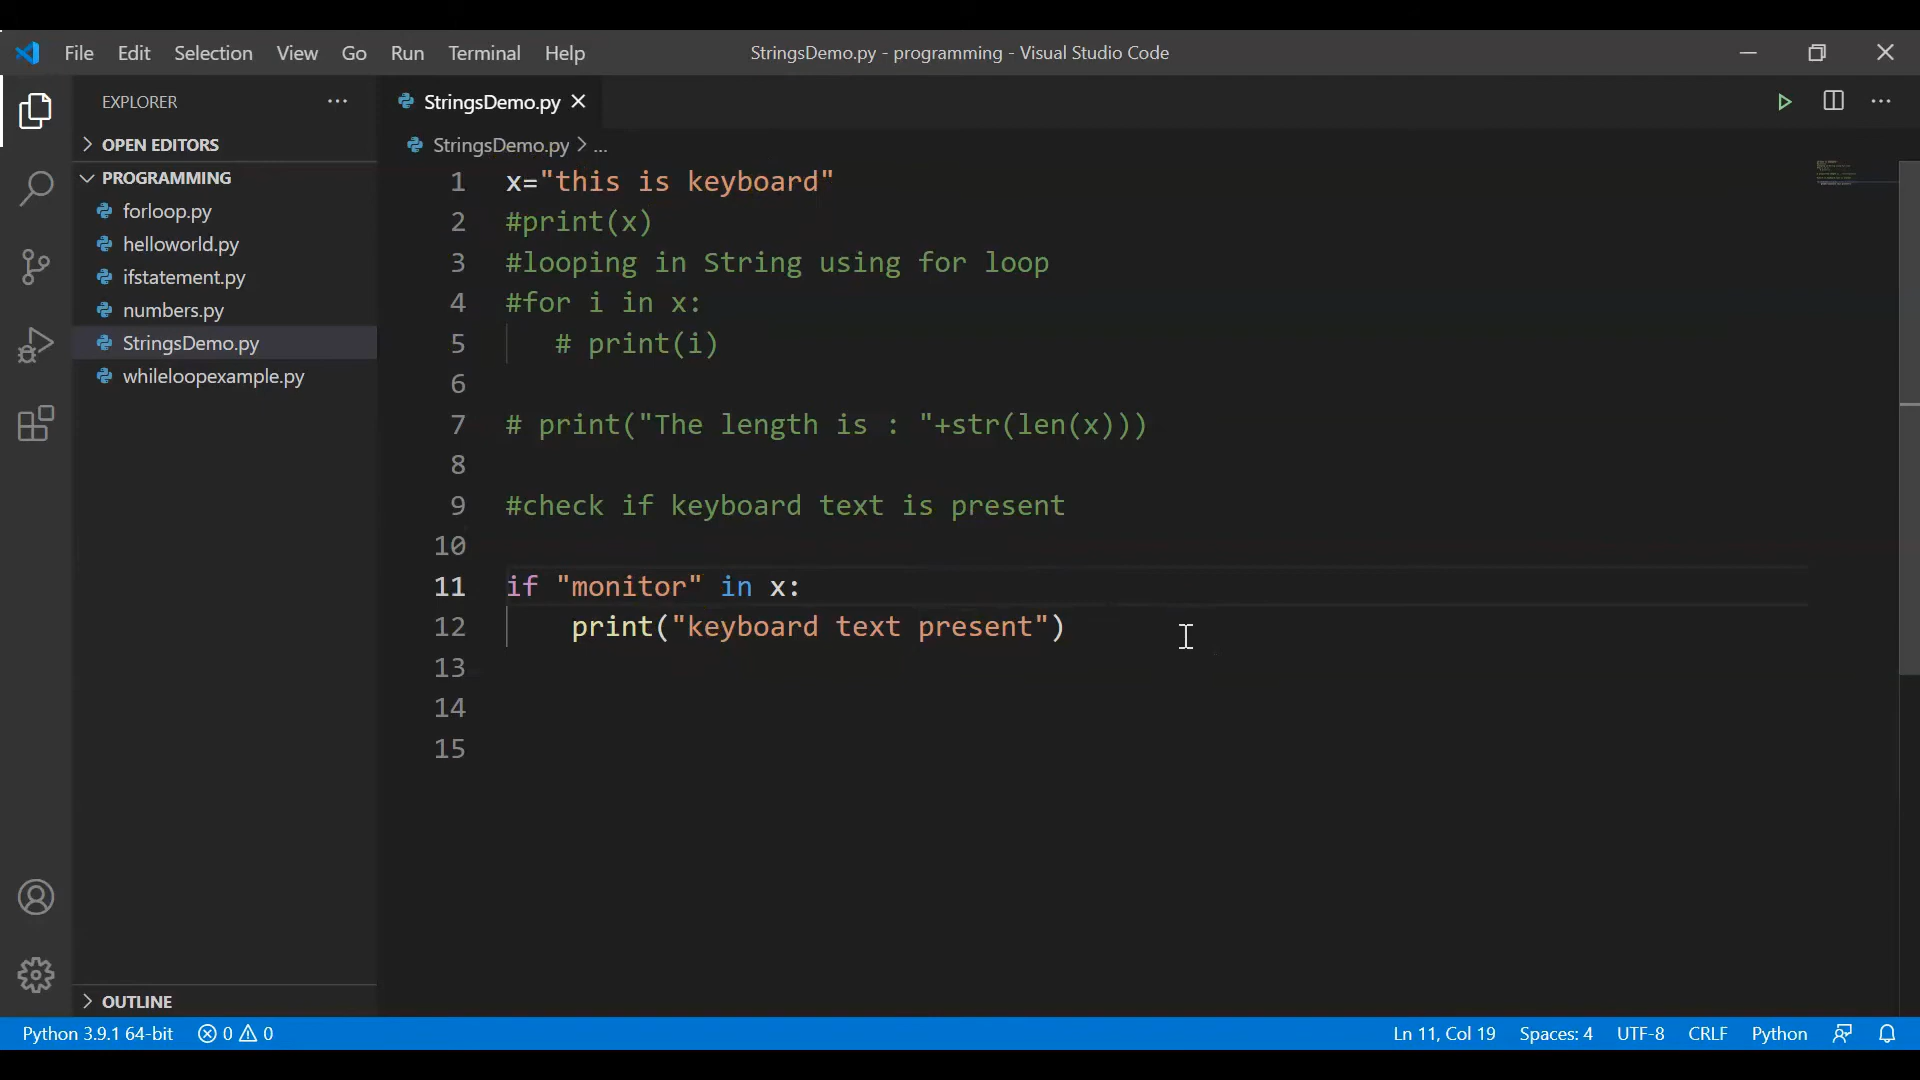 File Edit Selection View Go Run Terminal Help
StringsDemo.py - programming - Visual Studio Code
EXPLORER
OPEN EDITORS
PROGRAMMING
forloop.py
helloworld.py
ifstatement.py
numbers.py
StringsDemo.py
whileloopexample.py
OUTLINE
StringsDemo.py
StringsDemo.py > ...
1 x="this is keyboard"
2 #print(x)
3 #looping in String using for loop
4 #for i in x:
5 # print(i)
6
7 # print("The length is : "+str(len(x)))
8
9 #check if keyboard text is present
10
11 if "monitor" in x:
12 print("keyboard text present")
13
14
15
Python 3.9.1 64-bit 0 0 Ln 11, Col 19 Spaces: 4 UTF-8 CRLF Python